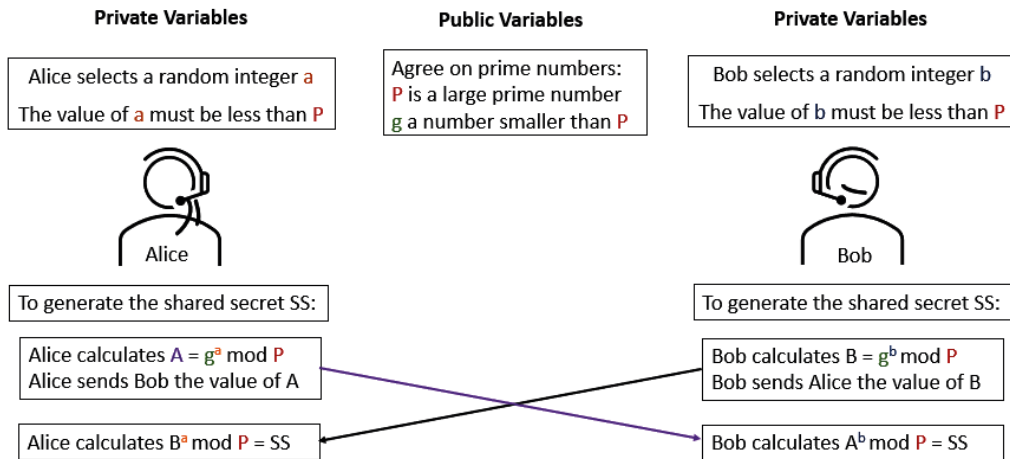 Private Variables
Public Variables
Private Variables
Alice selects a random integer a
The value of a must be less than P
Agree on prime numbers:
P is a large prime number
g a number smaller than P
Bob selects a random integer b
The value of b must be less than P
Alice
Bob
To generate the shared secret SS:
To generate the shared secret SS:
Alice calculates A = gᵃ mod P
Alice sends Bob the value of A
Bob calculates B = gᵇ mod P
Bob sends Alice the value of B
Alice calculates Bᵃ mod P = SS
Bob calculates Aᵇ mod P = SS